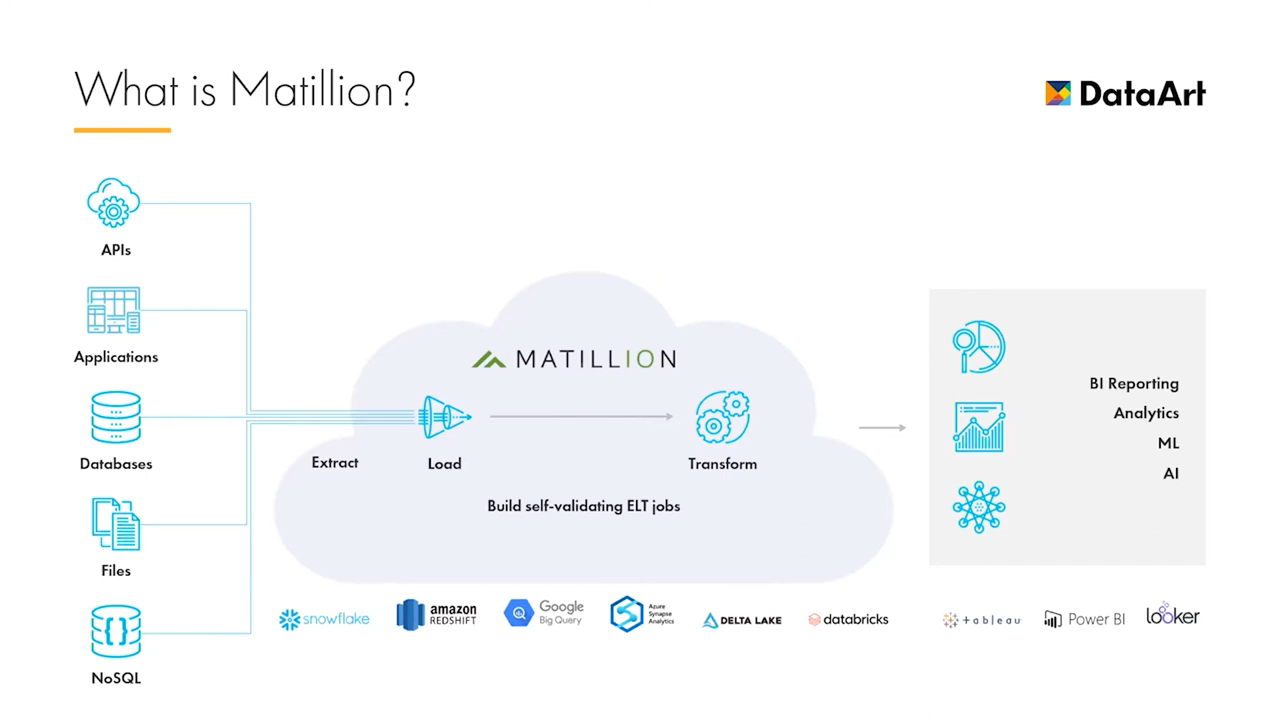 What is Matillion?
DataArt
APIs
Applications
Databases
Files
NoSQL
MATILLION
Extract
Load
Transform
Build self-validating ELT jobs
BI Reporting
Analytics
ML
AI
snowflake
amazon
REDSHIFT
Google
Big Query
Azure
Synapse
Analytics
DELTA LAKE
databricks
+ableau
Power BI
looker